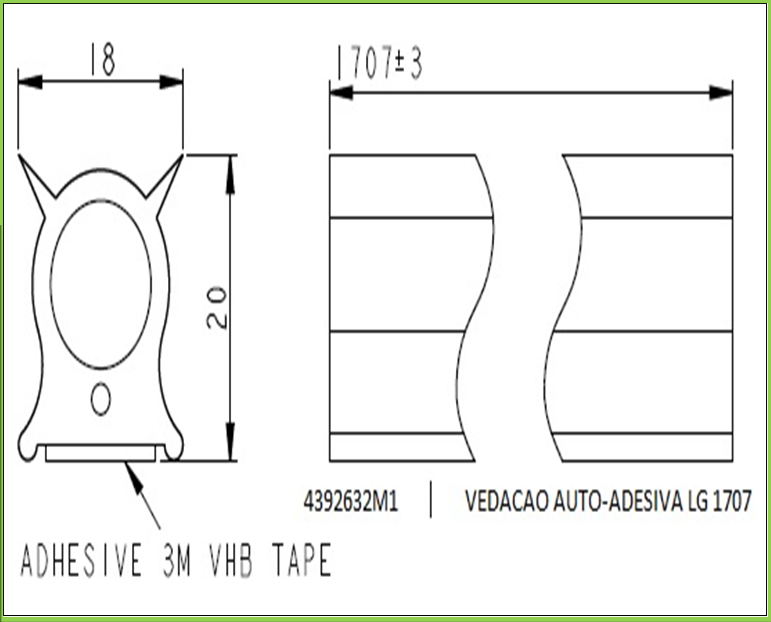 18
1707±3
20
4392632M1 | VEDACAO AUTO-ADESIVA LG 1707
ADHESIVE 3M VHB TAPE